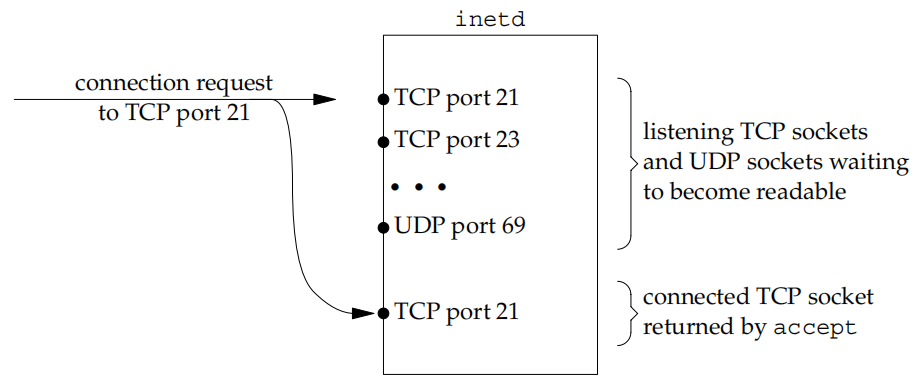 inetd
connection request
to TCP port 21
TCP port 21
TCP port 23
• • •
UDP port 69
TCP port 21
listening TCP sockets
and UDP sockets waiting
to become readable
connected TCP socket
returned by accept